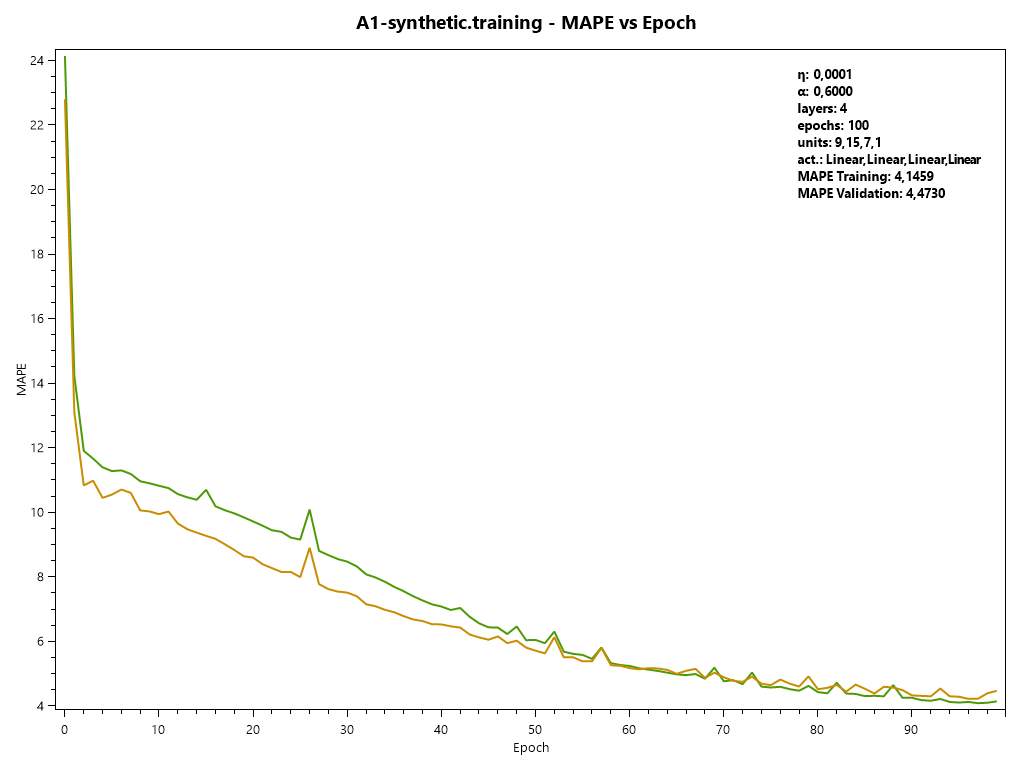 A1-synthetic.training - MAPE vs Epoch
η: 0,0001
α: 0,6000
layers: 4
epochs: 100
units: 9,15,7,1
act.: Linear,Linear,Linear,Linear
MAPE Training: 4,1459
MAPE Validation: 4,4730
24
22
20
18
16
14
12
10
8
6
4
MAPE
0 10 20 30 40 50 60 70 80 90
Epoch